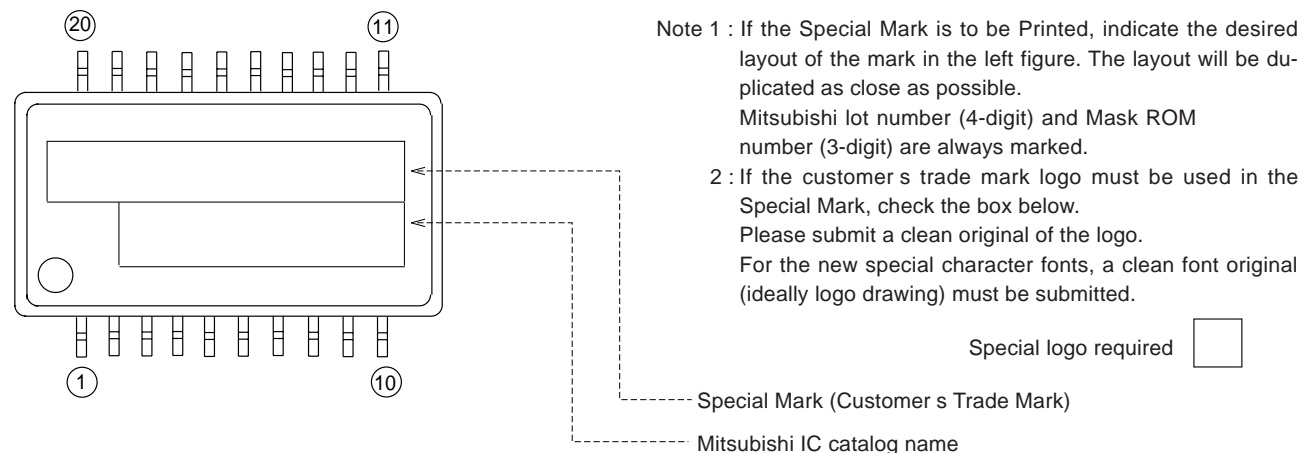 20
11
1
10
Note 1 : If the Special Mark is to be Printed, indicate the desired
layout of the mark in the left figure. The layout will be du-
plicated as close as possible.
Mitsubishi lot number (4-digit) and Mask ROM
number (3-digit) are always marked.
2 : If the customer s trade mark logo must be used in the
Special Mark, check the box below.
Please submit a clean original of the logo.
For the new special character fonts, a clean font original
(ideally logo drawing) must be submitted.
Special logo required
Special Mark (Customer s Trade Mark)
Mitsubishi IC catalog name